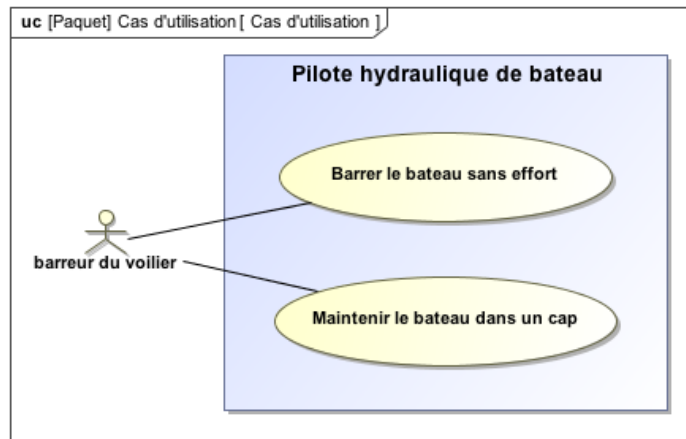 uc [Paquet] Cas d'utilisation [ Cas d'utilisation ]
Pilote hydraulique de bateau
Barrer le bateau sans effort
barreur du voilier
Maintenir le bateau dans un cap